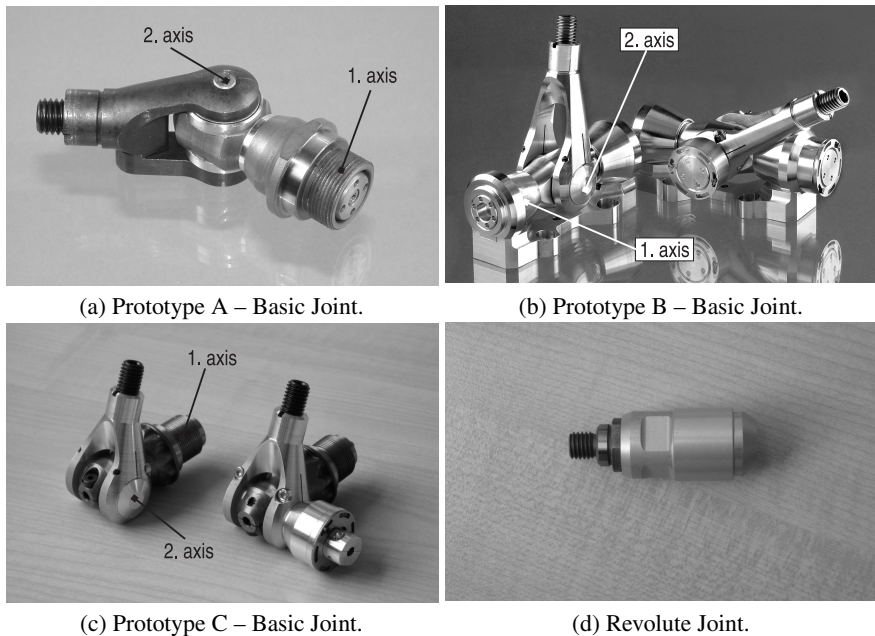 2. axis
1. axis
2. axis
1. axis
(a) Prototype A – Basic Joint.
(b) Prototype B – Basic Joint.
1. axis
2. axis
(c) Prototype C – Basic Joint.
(d) Revolute Joint.